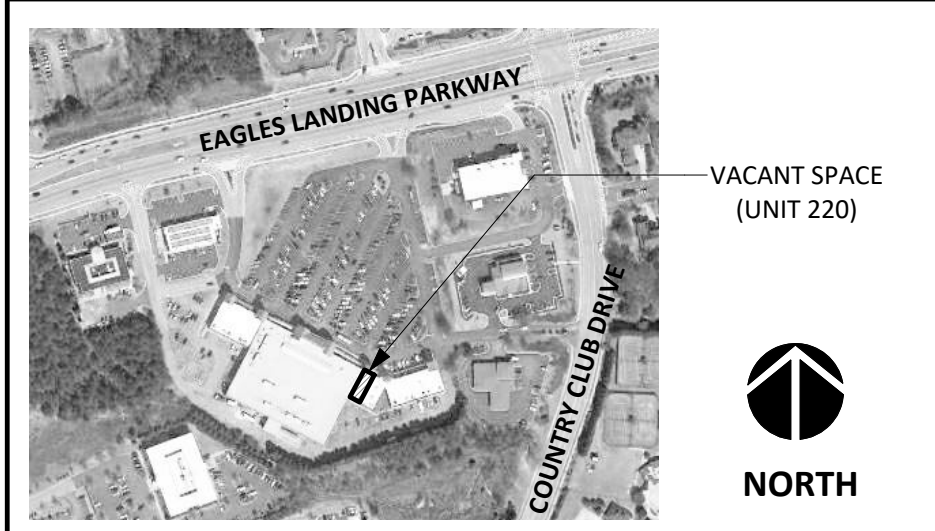 EAGLES LANDING PARKWAY
VACANT SPACE
(UNIT 220)
COUNTRY CLUB DRIVE
NORTH